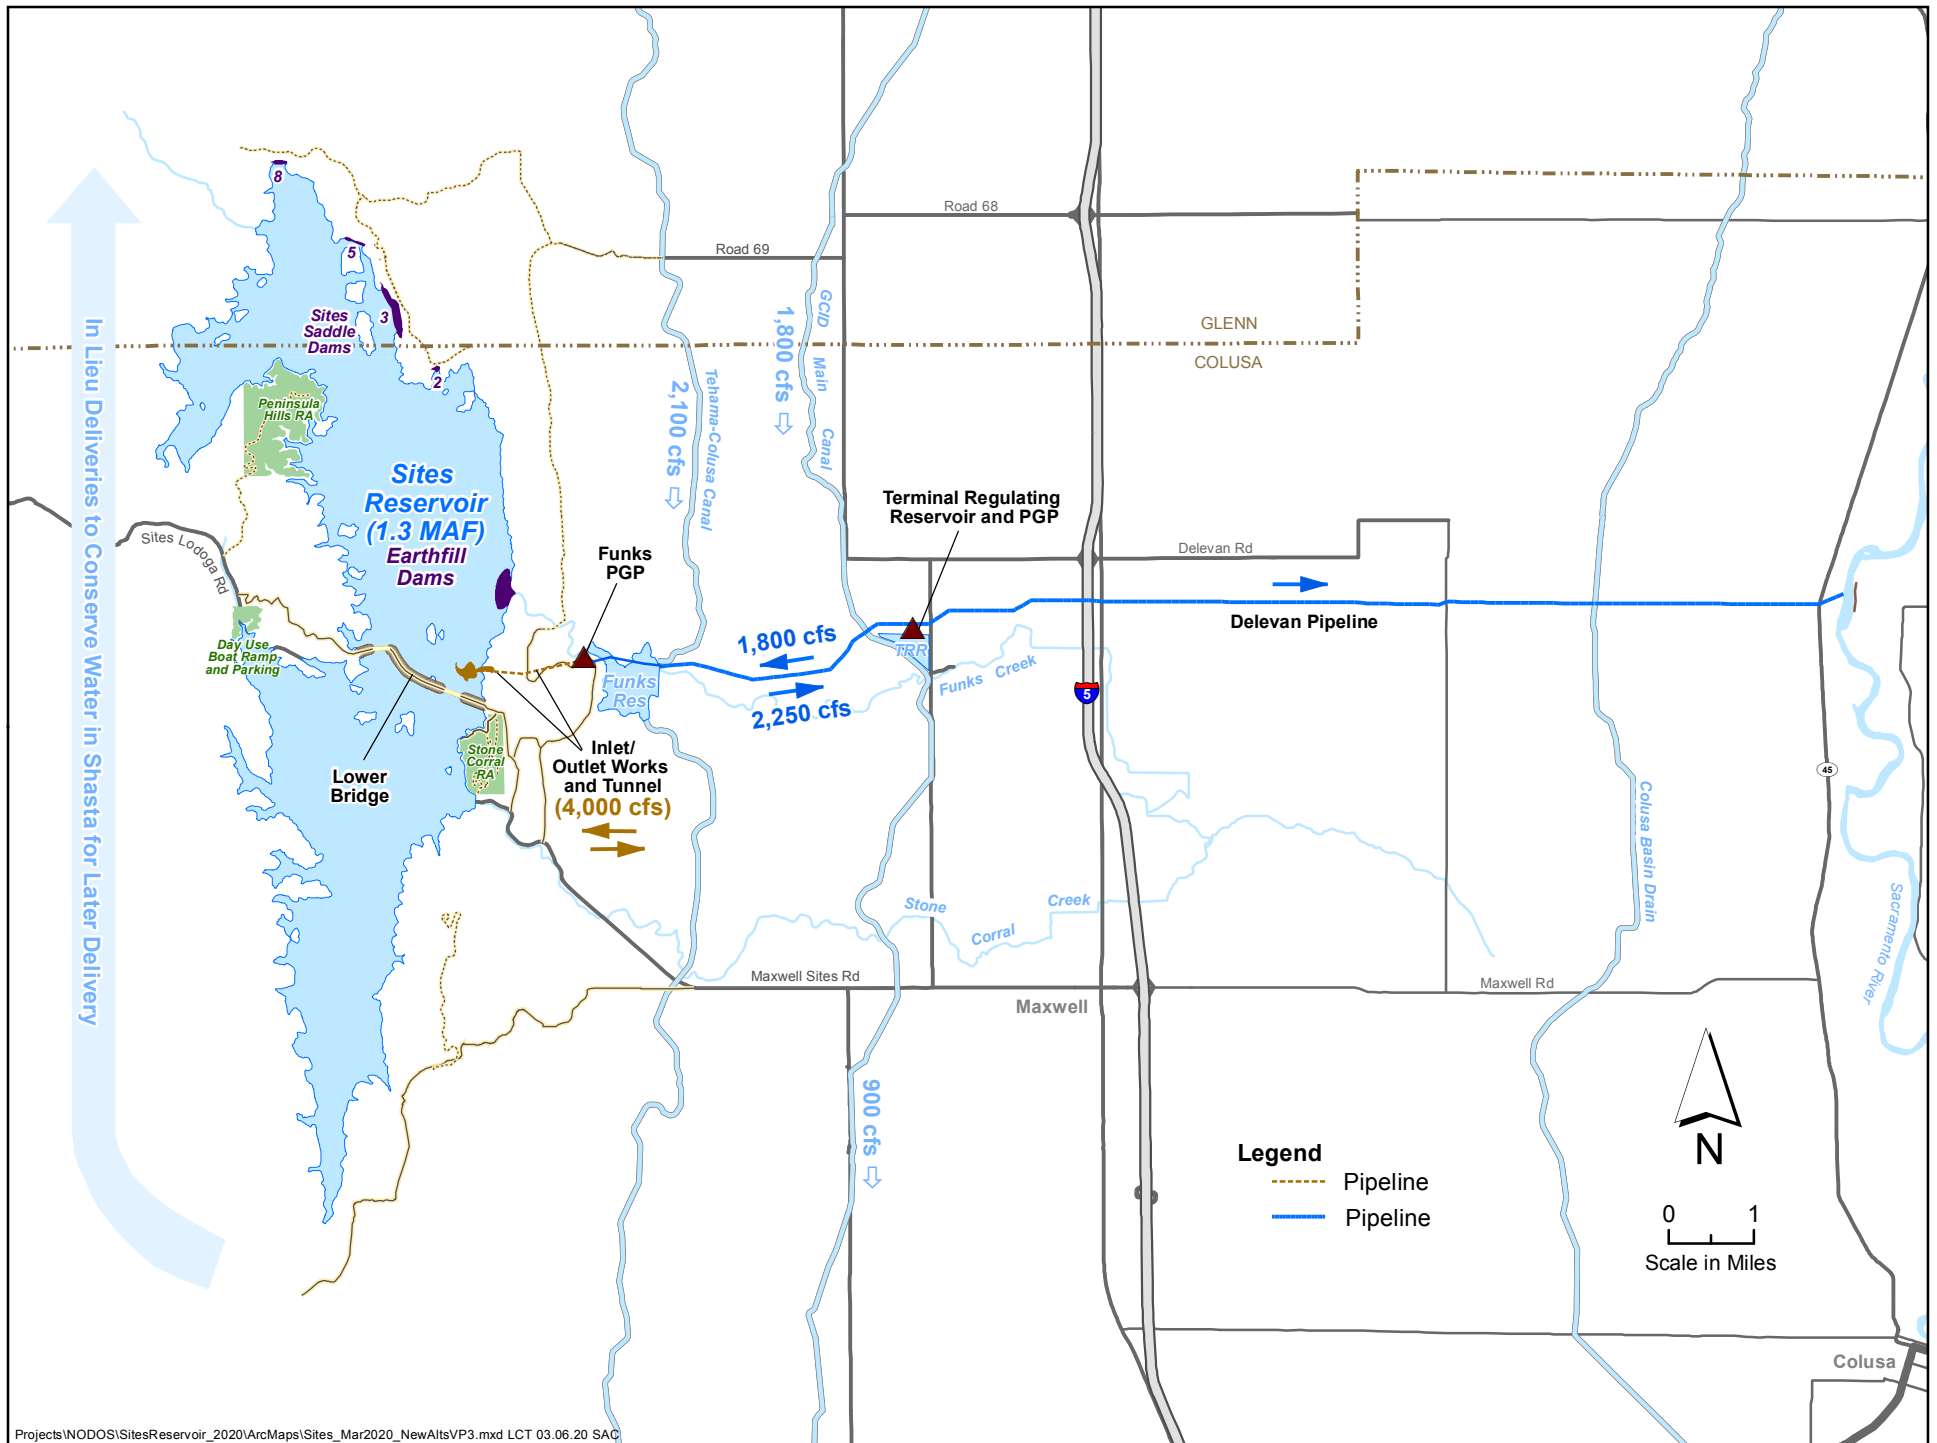 In Lieu Deliveries to Conserve Water in Shasta for Later Delivery
8
5
3
2
Sites
Saddle
Dams
Peninsula
Hills RA
Sites
Reservoir
(1.3 MAF)
Earthfill
Dams
Sites Lodoga Rd
Day Use
Boat Ramp
and Parking
Lower
Bridge
Stone
Corral
RA
Inlet/
Outlet Works
and Tunnel
(4,000 cfs)
Funks
PGP
Funks
Res
Road 69
Road 68
2,100 cfs
Tehama-Colusa Canal
1,800 cfs
GCID Main Canal
GLENN
COLUSA
Terminal Regulating
Reservoir and PGP
TRR
1,800 cfs
2,250 cfs
Funks Creek
Delevan Rd
Delevan Pipeline
5
45
Colusa Basin Drain
Sacramento River
Stone Corral Creek
Maxwell Sites Rd
Maxwell
Maxwell Rd
900 cfs
Legend
Pipeline
Pipeline
N
0 1
Scale in Miles
Colusa
Projects\NODOS\SitesReservoir_2020\ArcMaps\Sites_Mar2020_NewAltsVP3.mxd LCT 03.06.20 SAC